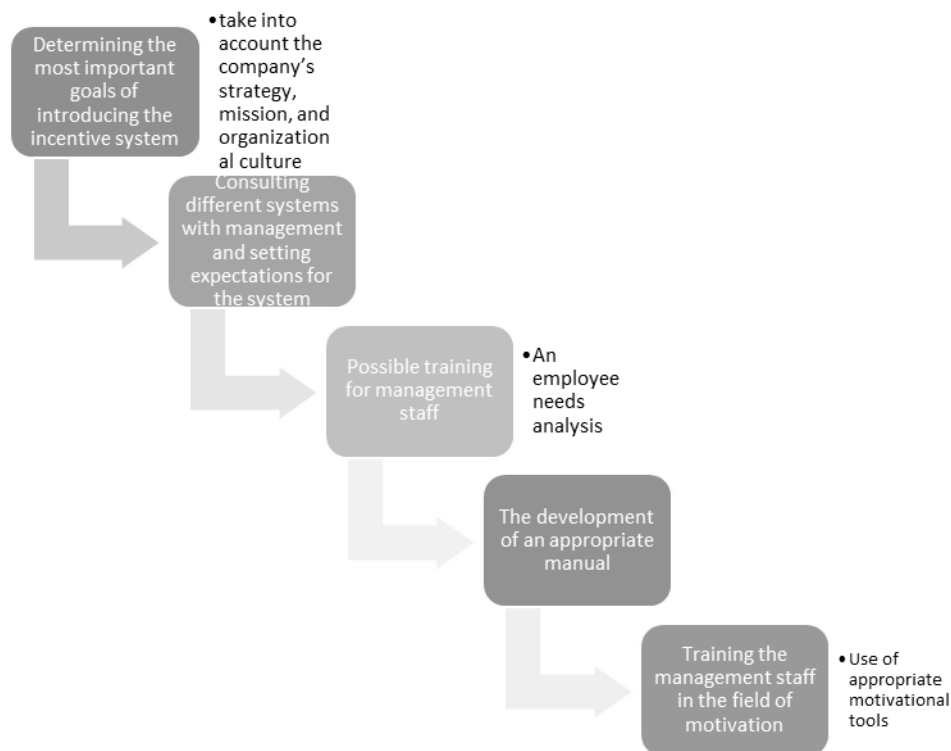 Determining the
most important
goals of
introducing the
incentive system
•take into
account the
company's
strategy,
mission, and
organization
al culture
Consulting
different systems
with management
and setting
expectations for
the system
Possible training
for management
staff
•An
employee
needs
analysis
The development
of an appropriate
manual
Training the
management staff
in the field of
motivation
•Use of
appropriate
motivational
tools